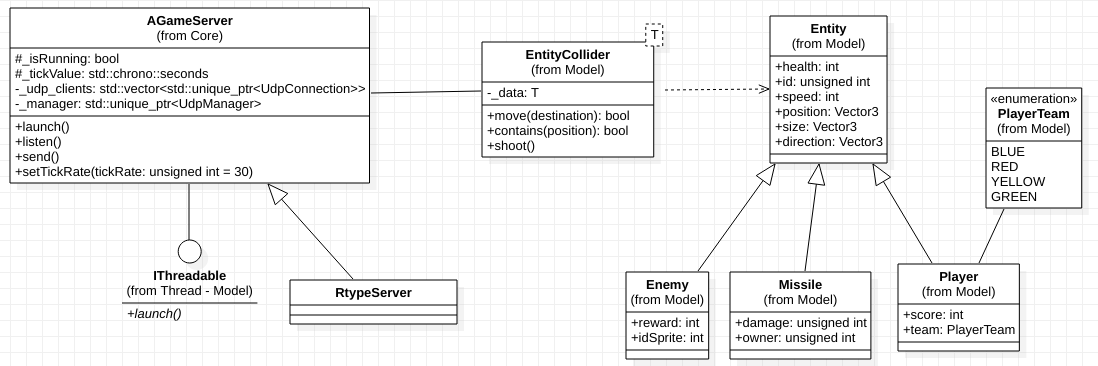 AGameServer
(from Core)
#_isRunning: bool
#_tickValue: std::chrono::seconds
-_udp_clients: std::vector<std::unique_ptr<UdpConnection>>
-_manager: std::unique_ptr<UdpManager>
+launch()
+listen()
+send()
+setTickRate(tickRate: unsigned int = 30)
IThreadable
(from Thread - Model)
+launch()
RtypeServer
T
EntityCollider
(from Model)
-_data: T
+move(destination): bool
+contains(position): bool
+shoot()
Entity
(from Model)
+health: int
+id: unsigned int
+speed: int
+position: Vector3
+size: Vector3
+direction: Vector3
«enumeration»
PlayerTeam
(from Model)
BLUE
RED
YELLOW
GREEN
Enemy
(from Model)
+reward: int
+idSprite: int
Missile
(from Model)
+damage: unsigned int
+owner: unsigned int
Player
(from Model)
+score: int
+team: PlayerTeam